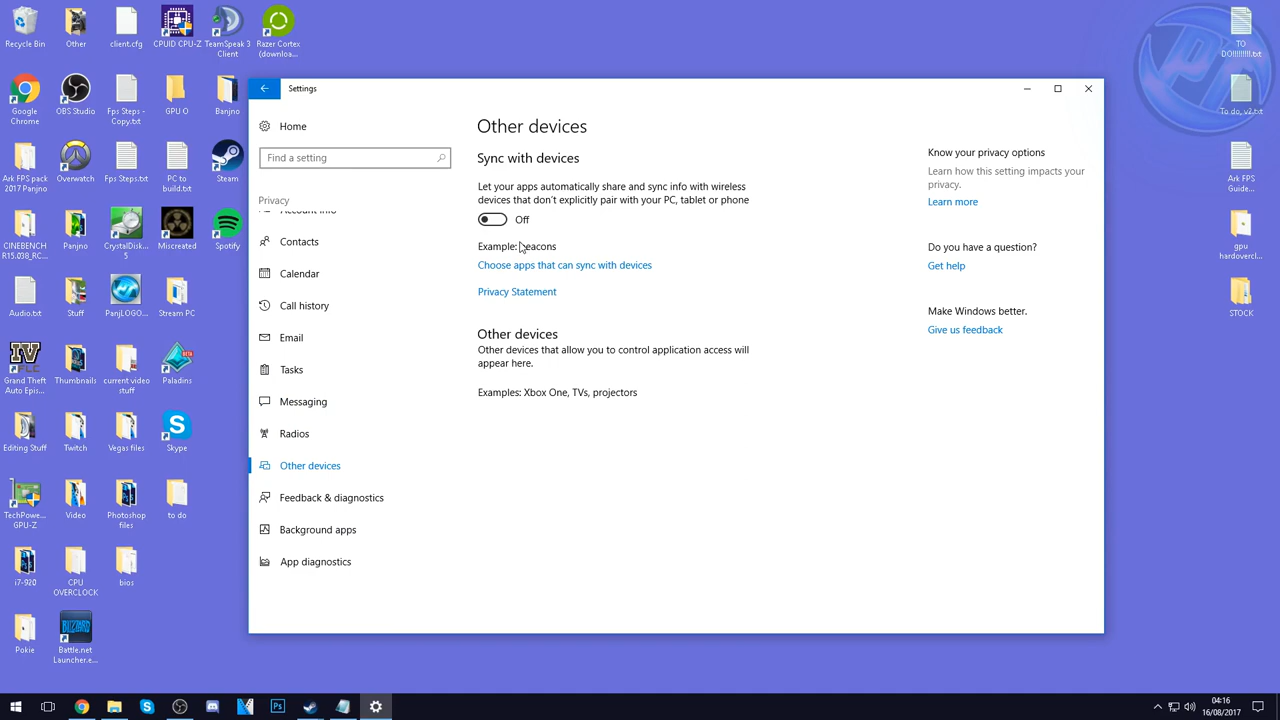 Recycle Bin
Other
client.cfg
CPUID CPU-Z
TeamSpeak 3
Client
Razer Cortex
(downloa...
TO
DO!!!!!!!!!.txt
Google
Chrome
OBS Studio
Fps Steps -
Copy.txt
GPU O
Banjno
To do, v2.txt
ARK FPS
pack 2017
Overwatch
Fps Steps.txt
PC to
build.txt
Steam
Ark FPS
Guide...
CINEBENCH
R15.038_RC...
Panjno
CrystalDisk...
5
Miscreated
Spotify
gpu
hardovercl...
Audio.txt
Stuff
PanjLOGO...
Stream PC
STOCK
Grand Theft
Auto Epis...
Thumbnails
current video
stuff
Paladins
Editing Stuff
Twitch
Vegas files
Skype
TechPowe...
GPU-Z
Video
Photoshop
files
to do
i7-920
CPU
OVERCLOCK
bios
Pokie
BLIZZARD
Battle.net
Launcher.e...
Settings
Home
Find a setting
Privacy
Account info
Contacts
Calendar
Call history
Email
Tasks
Messaging
Radios
Other devices
Feedback & diagnostics
Background apps
App diagnostics
Other devices
Sync with devices
Let your apps automatically share and sync info with wireless
devices that don't explicitly pair with your PC, tablet or phone
Off
Example: beacons
Choose apps that can sync with devices
Privacy Statement
Other devices
Other devices that allow you to control application access will
appear here.
Examples: Xbox One, TVs, projectors
Know your privacy options
Learn how this setting impacts your
privacy.
Learn more
Do you have a question?
Get help
Make Windows better.
Give us feedback
04:16
16/08/2017